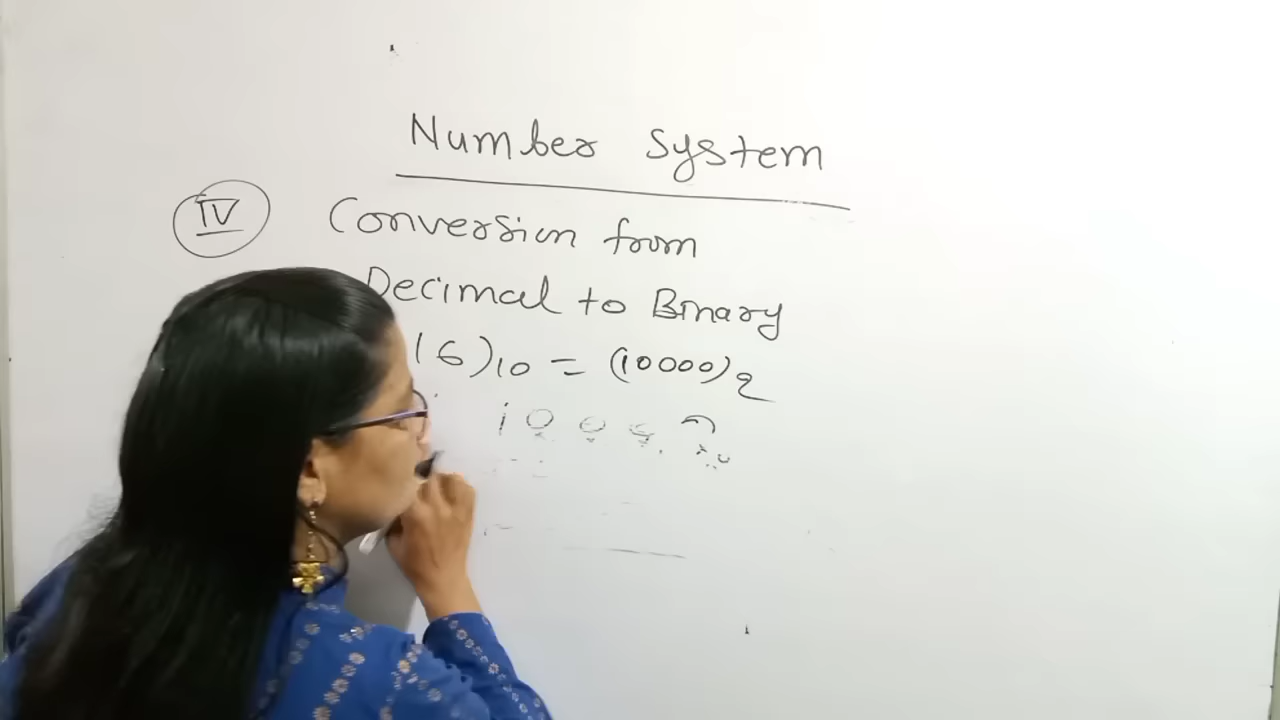 Number System
IV Conversion from
Decimal to Binary
16)10 = (10000)2